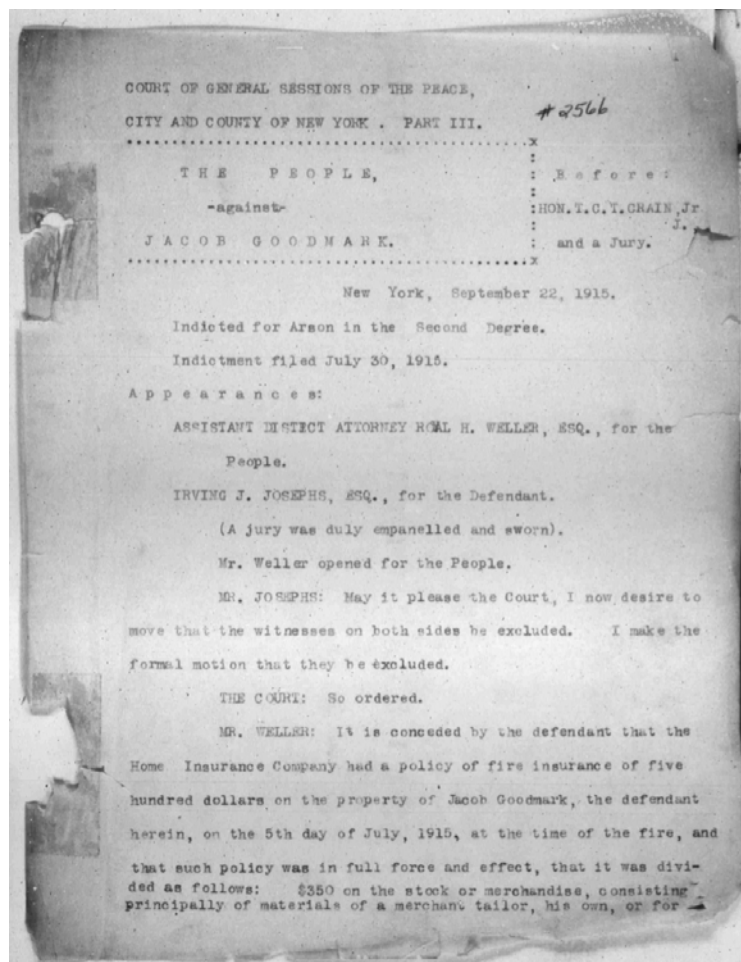 COURT OF GENERAL SESSIONS OF THE PEACE,
#2566
CITY AND COUNTY OF NEW YORK . PART III.
THE PEOPLE, : Before:
-against- :HON.T.C.T.CRAIN,Jr
J.
JACOB GOODMARK. : and a Jury.
New York, September 22, 1915.
Indicted for Arson in the Second Degree.
Indictment filed July 30, 1915.
Appearances:
ASSISTANT DISTICT ATTORNEY ROAL H. WELLER, ESQ., for the
People.
IRVING J. JOSEPHS, ESQ., for the Defendant.
(A jury was duly empanelled and sworn).
Mr. Weller opened for the People.
MR. JOSEPHS: May it please the Court, I now desire to
move that the witnesses on both sides be excluded. I make the
formal motion that they be excluded.
THE COURT: So ordered.
MR. WELLER: It is conceded by the defendant that the
Home Insurance Company had a policy of fire insurance of five
hundred dollars on the property of Jacob Goodmark, the defendant
herein, on the 5th day of July, 1915, at the time of the fire, and
that such policy was in full force and effect, that it was divi-
ded as follows: $350 on the stock or merchandise, consisting
principally of materials of a merchant tailor, his own, or for